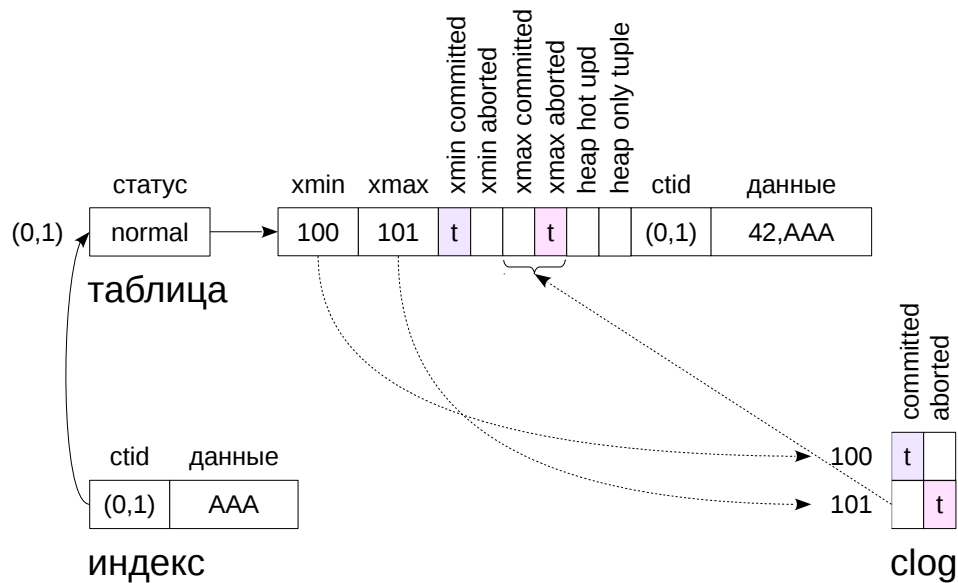 xmin committed
xmin aborted
xmax committed
xmax aborted
heap hot upd
heap only tuple
статус xmin xmax ctid данные
(0,1) normal 100 101 t t (0,1) 42,AAA
таблица
committed
aborted
ctid данные 100 t
(0,1) AAA 101 t
индекс clog